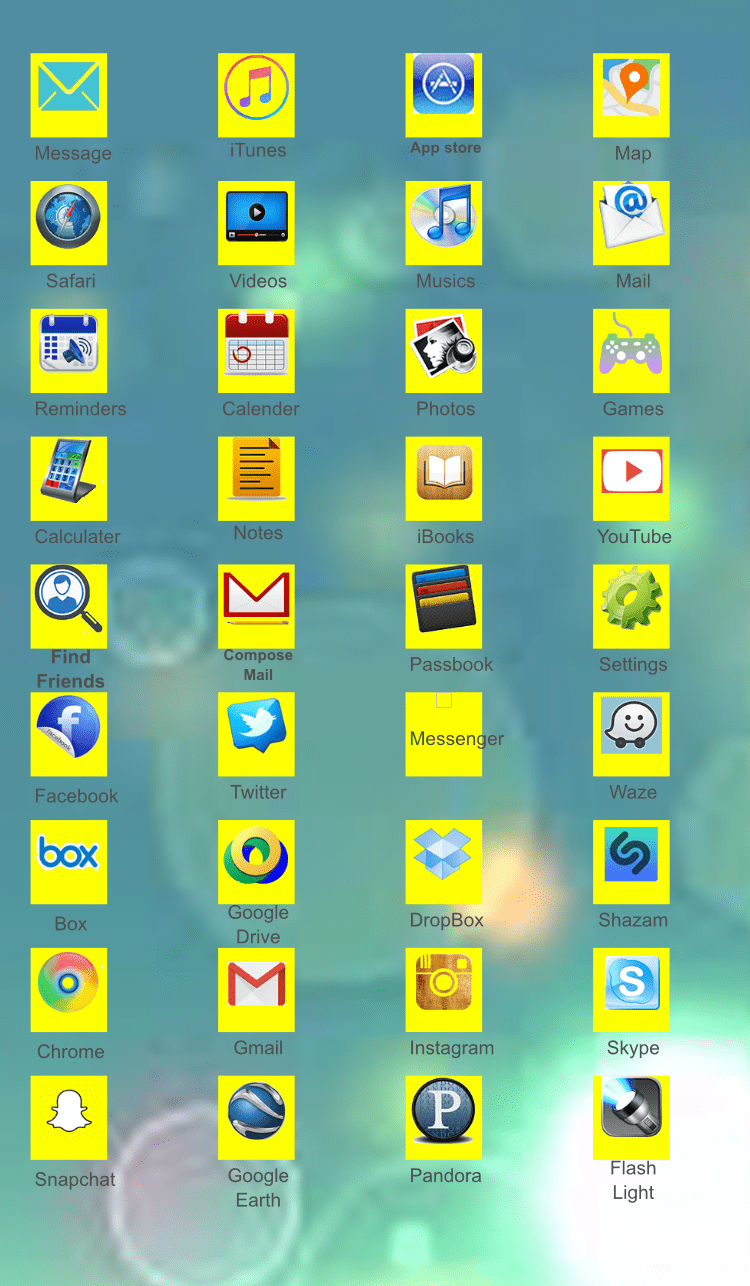 Message
iTunes
App store
Map
Safari
Videos
Musics
Mail
Reminders
Calender
Photos
Games
Calculater
Notes
iBooks
YouTube
Find
Friends
Compose
Mail
Passbook
Settings
f
facebook
Facebook
Twitter
Messenger
Waze
box
Box
Google
Drive
DropBox
Shazam
Chrome
Gmail
Instagram
S
Skype
Snapchat
Google
Earth
P
Pandora
Flash
Light